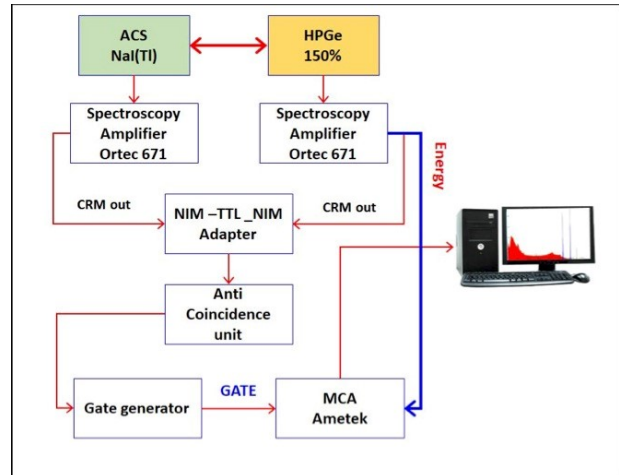 ACS
NaI(Tl)
HPGe
150%
Spectroscopy
Amplifier
Ortec 671
Spectroscopy
Amplifier
Ortec 671
Energy
CRM out
NIM –TTL _NIM
Adapter
CRM out
Anti
Coincidence
unit
Gate generator
GATE
MCA
Ametek